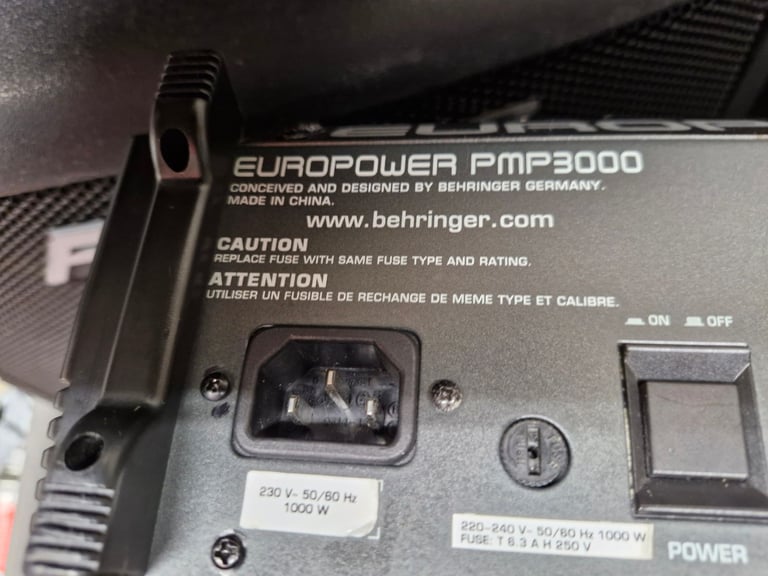 EUROPOWER PMP3000
CONCEIVED AND DESIGNED BY BEHRINGER GERMANY.
MADE IN CHINA.
www.behringer.com
CAUTION
REPLACE FUSE WITH SAME FUSE TYPE AND RATING.
ATTENTION
UTILISER UN FUSIBLE DE RECHANGE DE MEME TYPE ET CALIBRE.
ON OFF
230 V~ 50/60 Hz
1000 W
220-240 V~ 50/60 Hz 1000 W
FUSE: T 6.3 A H 250 V
POWER